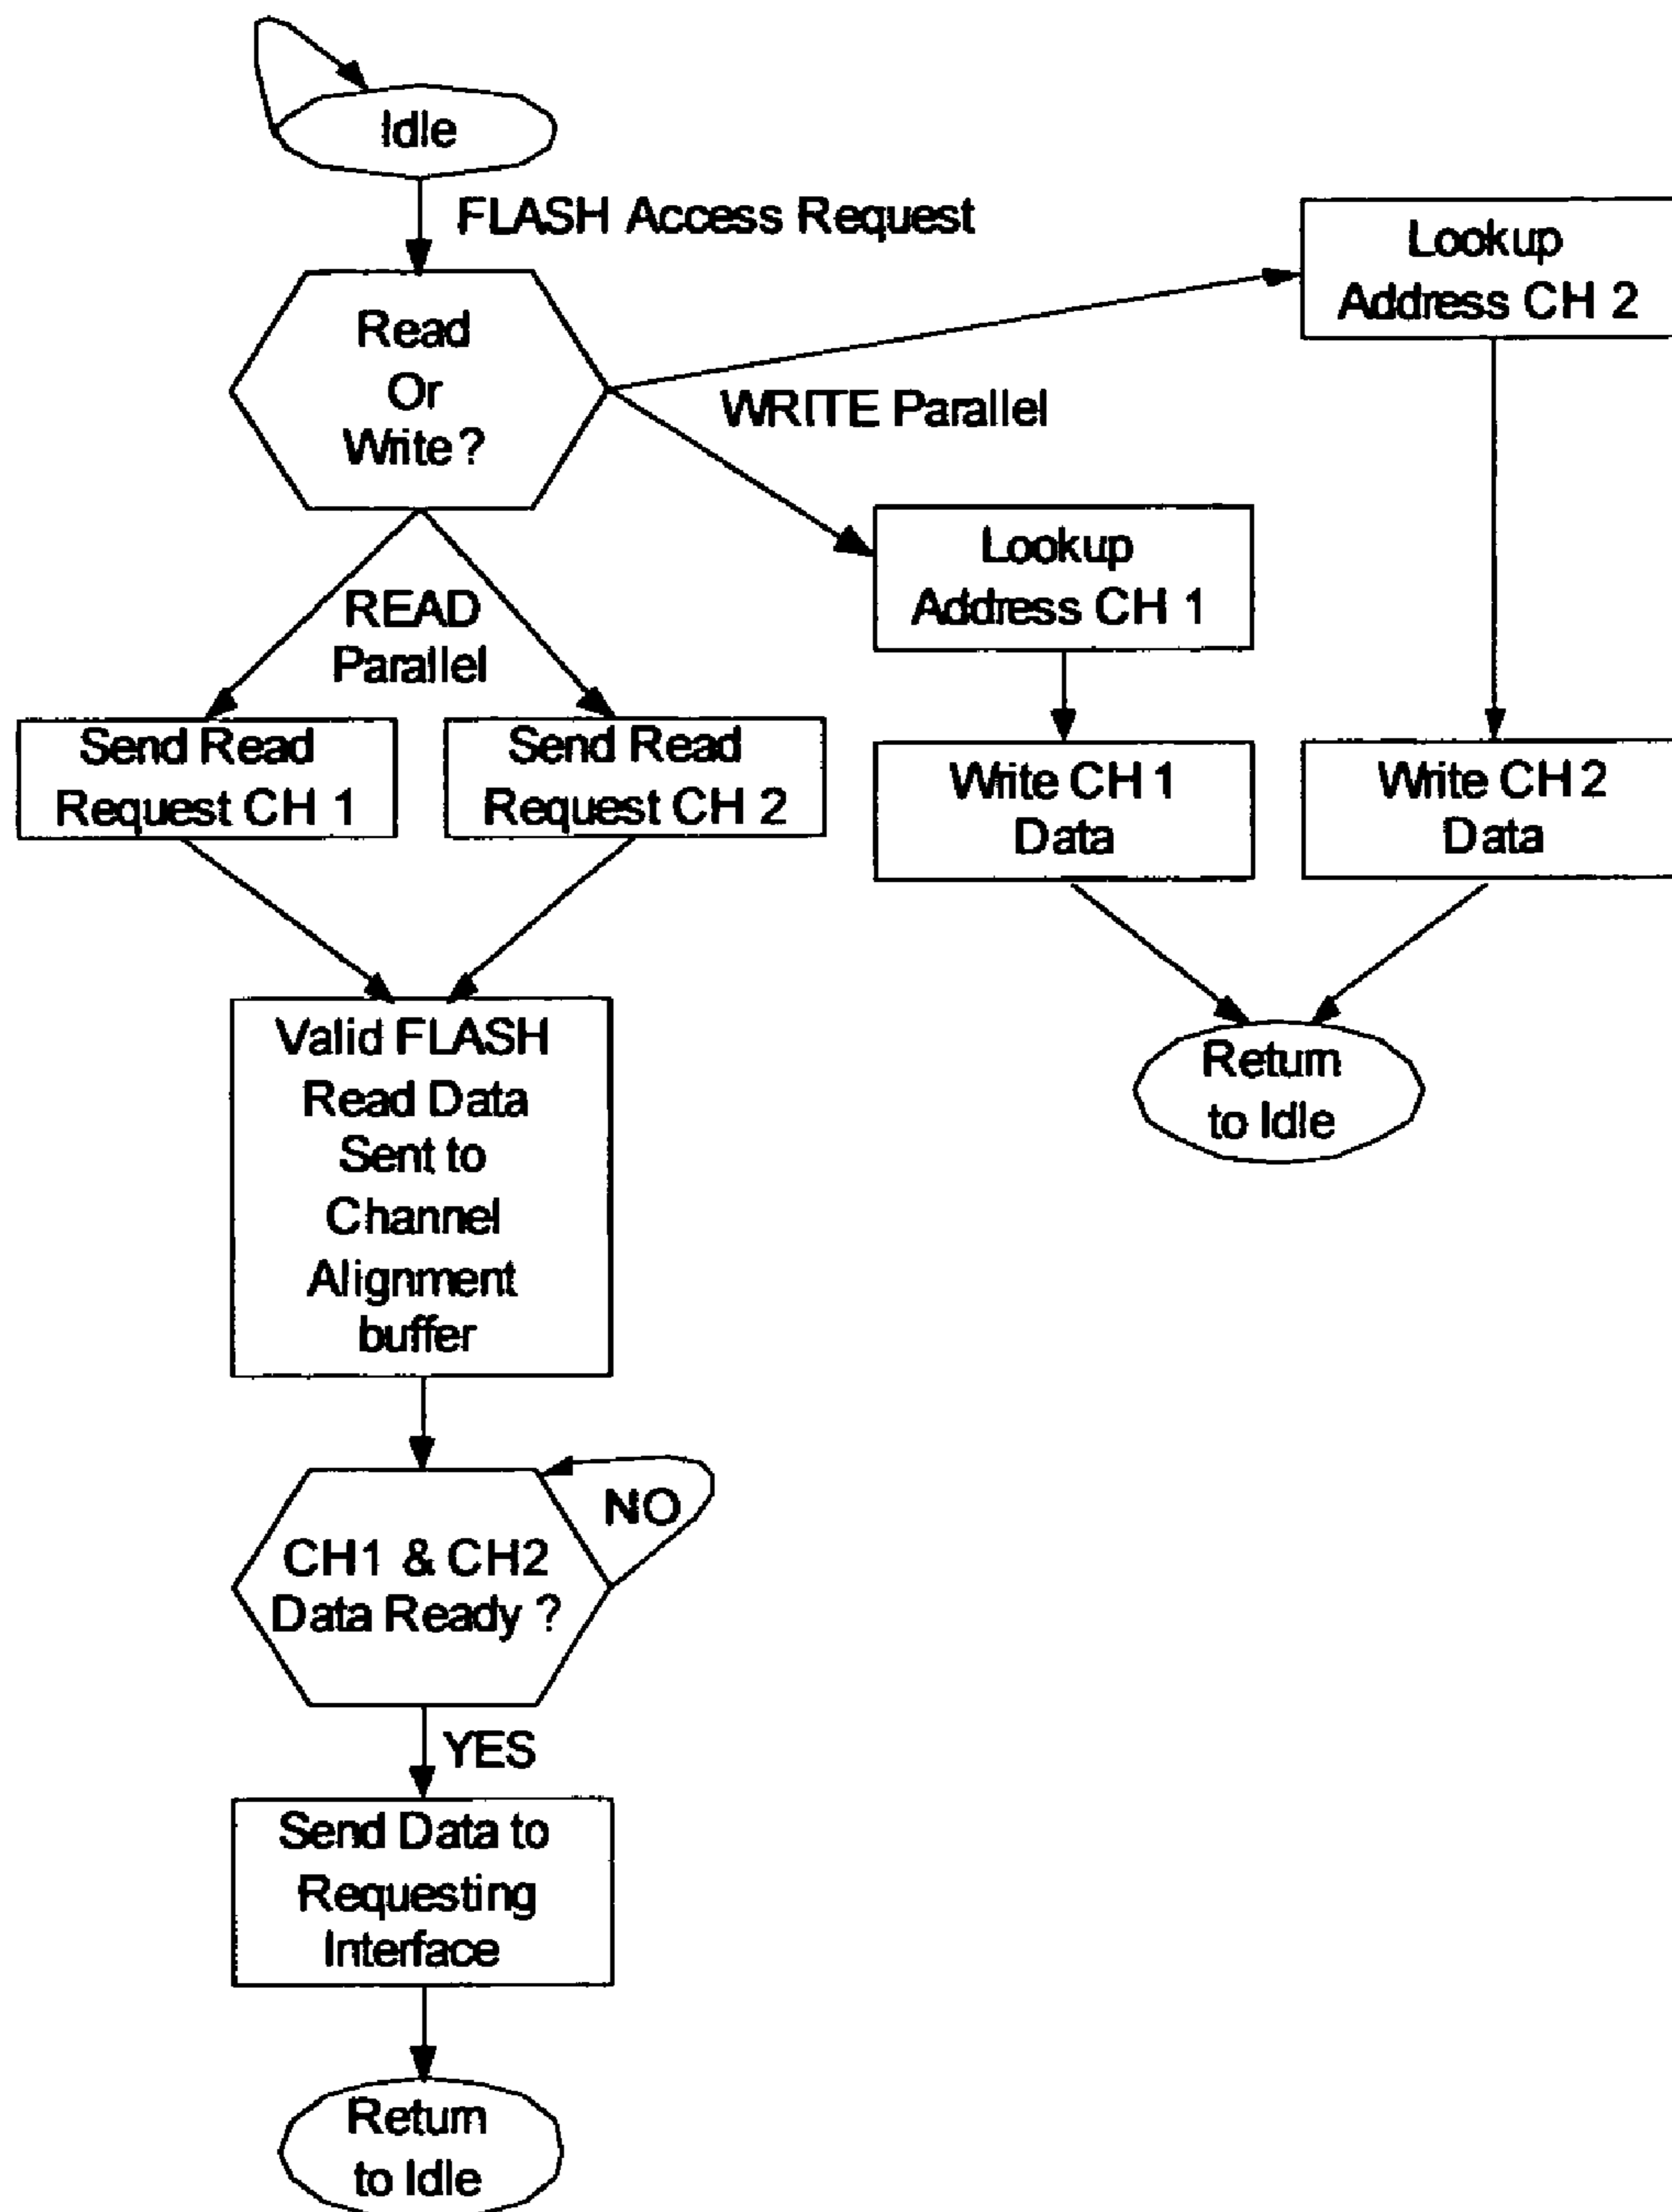 Idle
FLASH Access Request
Read
Or
Write?
WRITE Parallel
Lookup
Address CH 2
Lookup
Address CH 1
READ
Parallel
Send Read
Request CH 1
Send Read
Request CH 2
Write CH 1
Data
Write CH 2
Data
Return
to Idle
Valid FLASH
Read Data
Sent to
Channel
Alignment
buffer
CH1 & CH2
Data Ready ?
NO
YES
Send Data to
Requesting
Interface
Return
to Idle